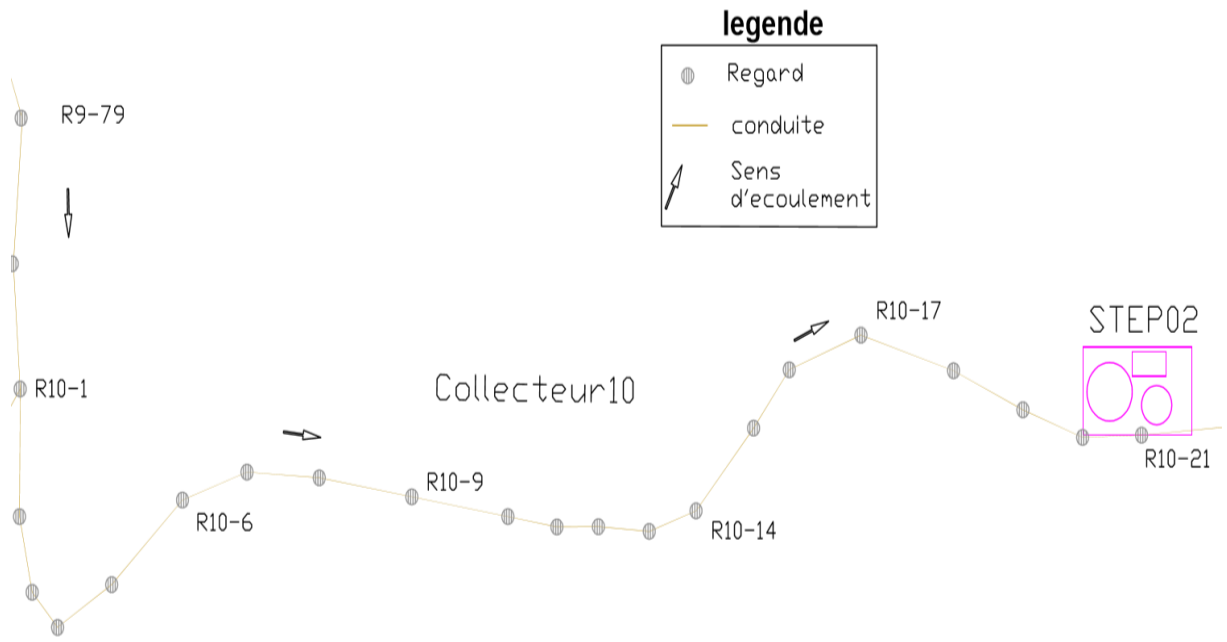 legende
Regard
conduite
Sens
d'ecoulement
R9-79
R10-17
STEP02
R10-1
Collecteur10
R10-21
R10-9
R10-6
R10-14